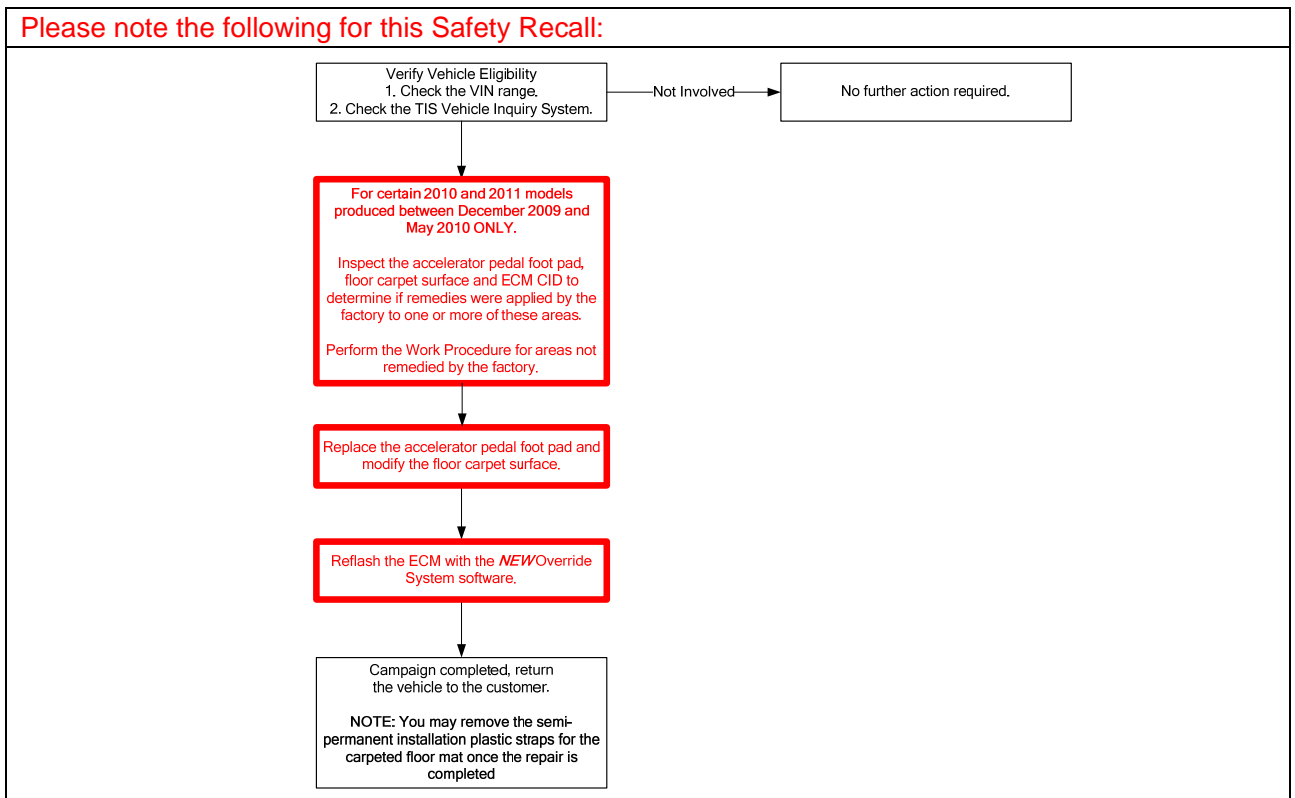 Please note the following for this Safety Recall:
Verify Vehicle Eligibility
1. Check the VIN range.
2. Check the TIS Vehicle Inquiry System.
Not Involved
No further action required.
For certain 2010 and 2011 models
produced between December 2009 and
May 2010 ONLY.
Inspect the accelerator pedal foot pad,
floor carpet surface and ECM CID to
determine if remedies were applied by the
factory to one or more of these areas.
Perform the Work Procedure for areas not
remedied by the factory.
Replace the accelerator pedal foot pad and
modify the floor carpet surface.
Reflash the ECM with the NEW Override
System software.
Campaign completed, return
the vehicle to the customer.
NOTE: You may remove the semi-
permanent installation plastic straps for the
carpeted floor mat once the repair is
completed